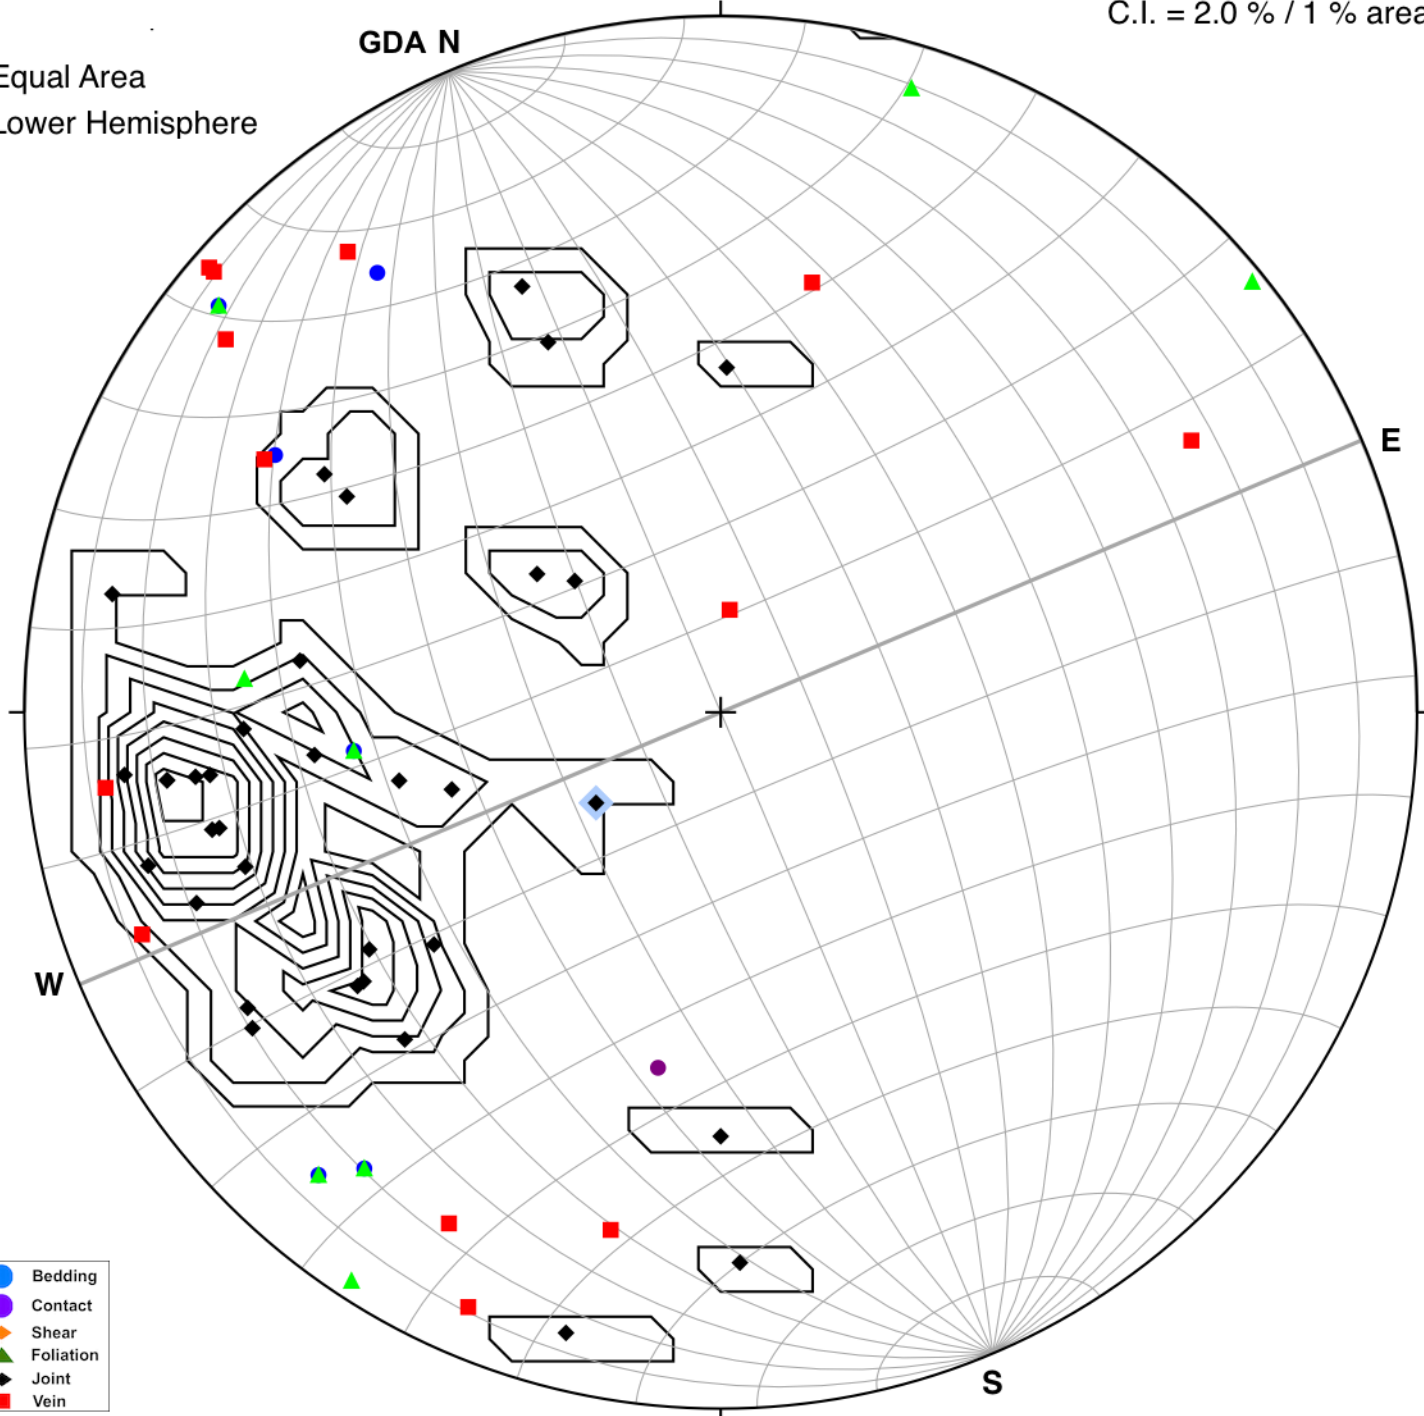 C.I. = 2.0 % / 1 % area
GDA N
Equal Area
Lower Hemisphere
E
W
S
Bedding
Contact
Shear
Foliation
Joint
Vein